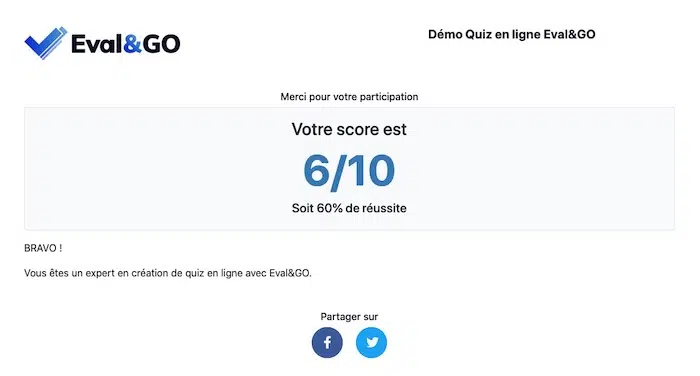 Eval&GO
Démo Quiz en ligne Eval&GO
Merci pour votre participation
Votre score est
6/10
Soit 60% de réussite
BRAVO !
Vous êtes un expert en création de quiz en ligne avec Eval&GO.
Partager sur